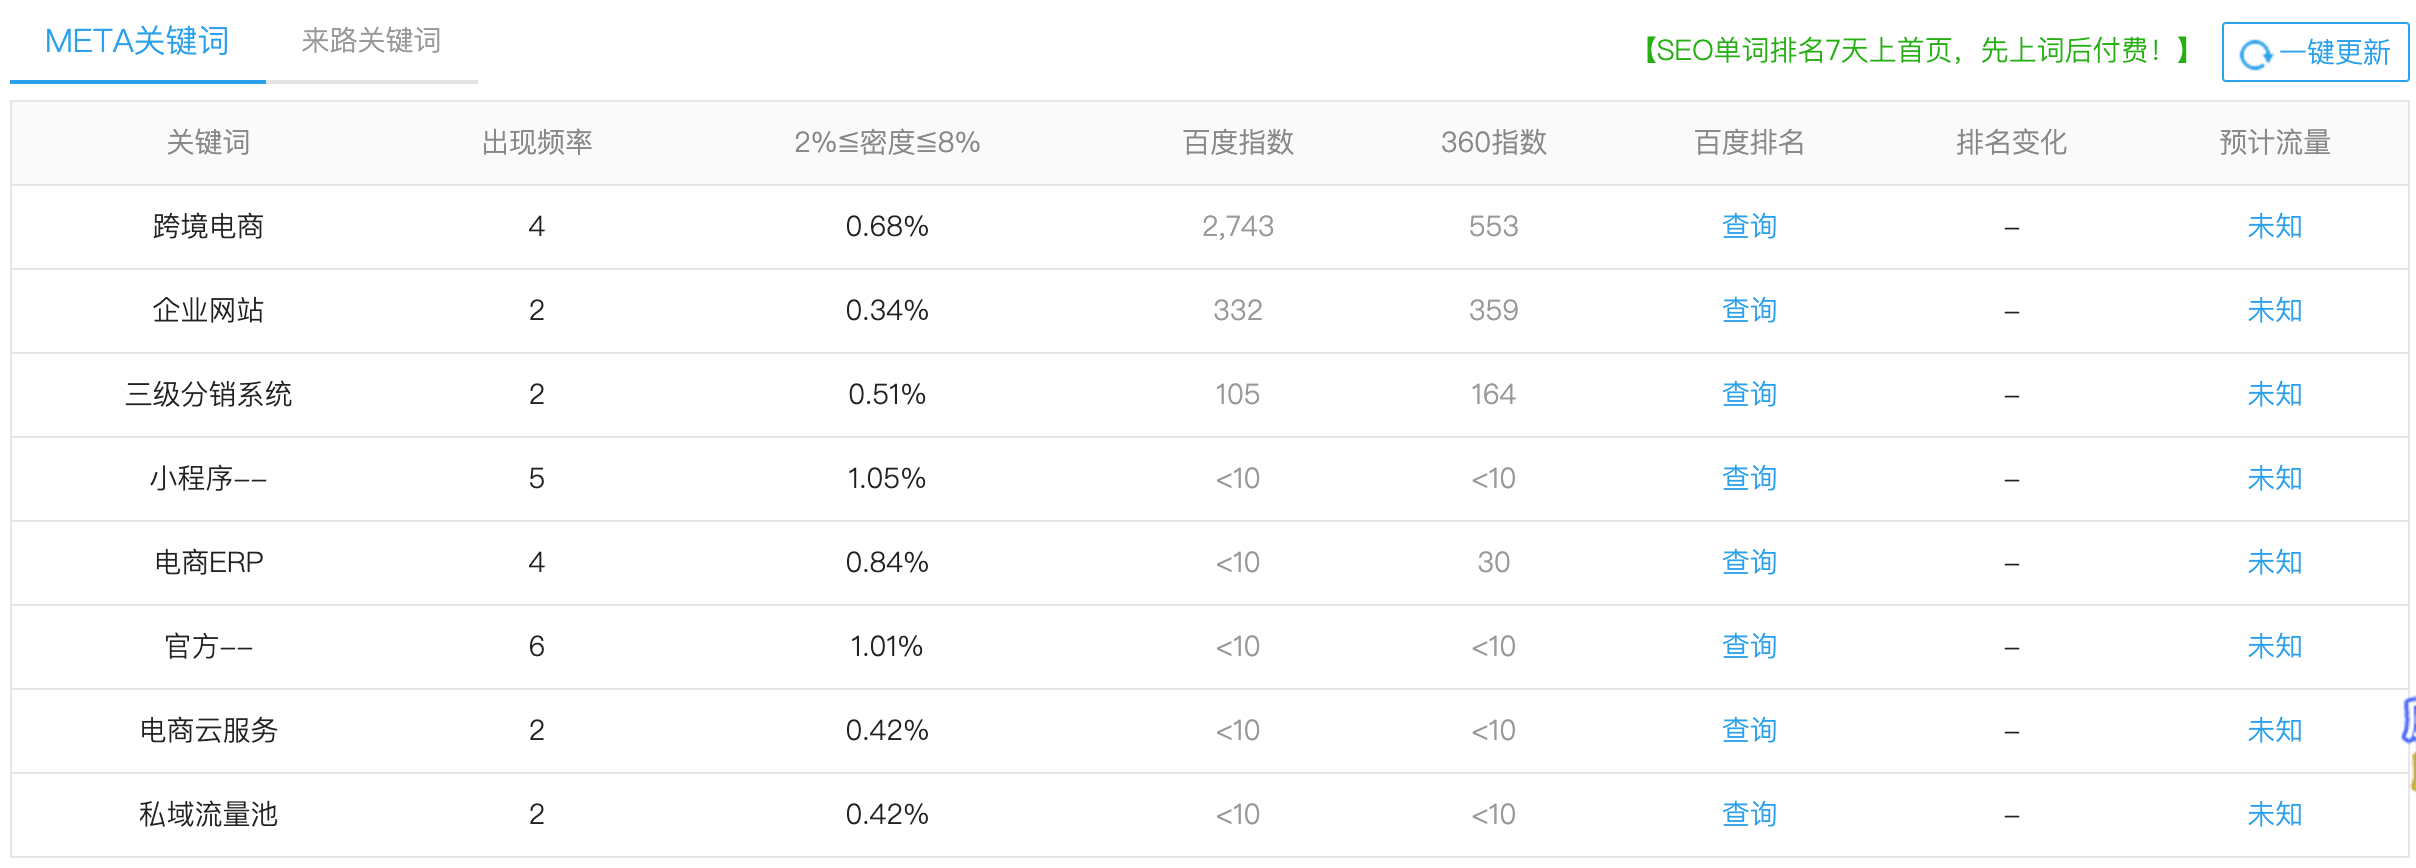 META关键词 来路关键词 【SEO单词排名7天上首页，先上词后付费！】 一键更新
关键词 出现频率 2%≦密度≦8% 百度指数 360指数 百度排名 排名变化 预计流量
跨境电商 4 0.68% 2,743 553 查询 – 未知
企业网站 2 0.34% 332 359 查询 – 未知
三级分销系统 2 0.51% 105 164 查询 – 未知
小程序-- 5 1.05% <10 <10 查询 – 未知
电商ERP 4 0.84% <10 30 查询 – 未知
官方-- 6 1.01% <10 <10 查询 – 未知
电商云服务 2 0.42% <10 <10 查询 – 未知
私域流量池 2 0.42% <10 <10 查询 – 未知